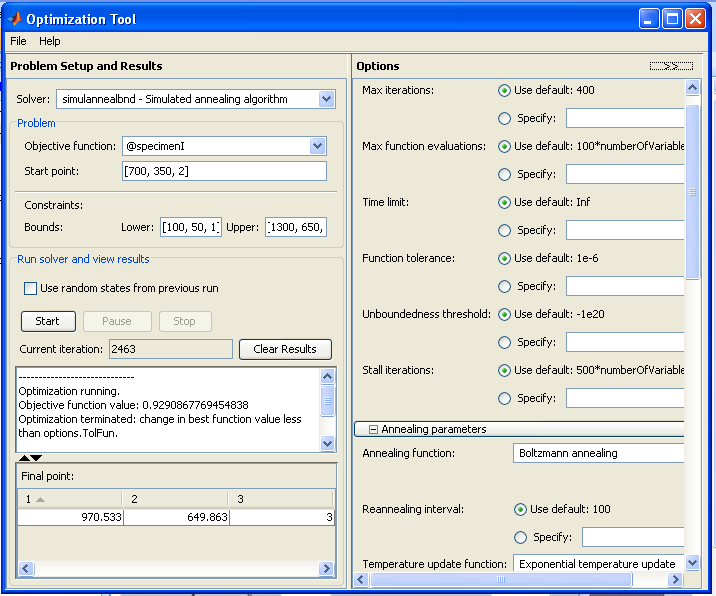 Optimization Tool
File Help
Problem Setup and Results
Solver: simulannealbnd - Simulated annealing algorithm
Problem
Objective function: @specimenI
Start point: [700, 350, 2]
Constraints:
Bounds: Lower: [100, 50, 1] Upper: [1300, 650,
Run solver and view results
Use random states from previous run
Start Pause Stop
Current iteration: 2463 Clear Results
-----------------------------
Optimization running.
Objective function value: 0.9290867769454838
Optimization terminated: change in best function value less
than options.TolFun.
Final point:
1 2 3
970.533 649.863 3
Options >>
Max iterations: Use default: 400
Specify:
Max function evaluations: Use default: 100*numberOfVariable
Specify:
Time limit: Use default: Inf
Specify:
Function tolerance: Use default: 1e-6
Specify:
Unboundedness threshold: Use default: -1e20
Specify:
Stall iterations: Use default: 500*numberOfVariable
Specify:
Annealing parameters
Annealing function: Boltzmann annealing
Reannealing interval: Use default: 100
Specify:
Temperature update function: Exponential temperature update